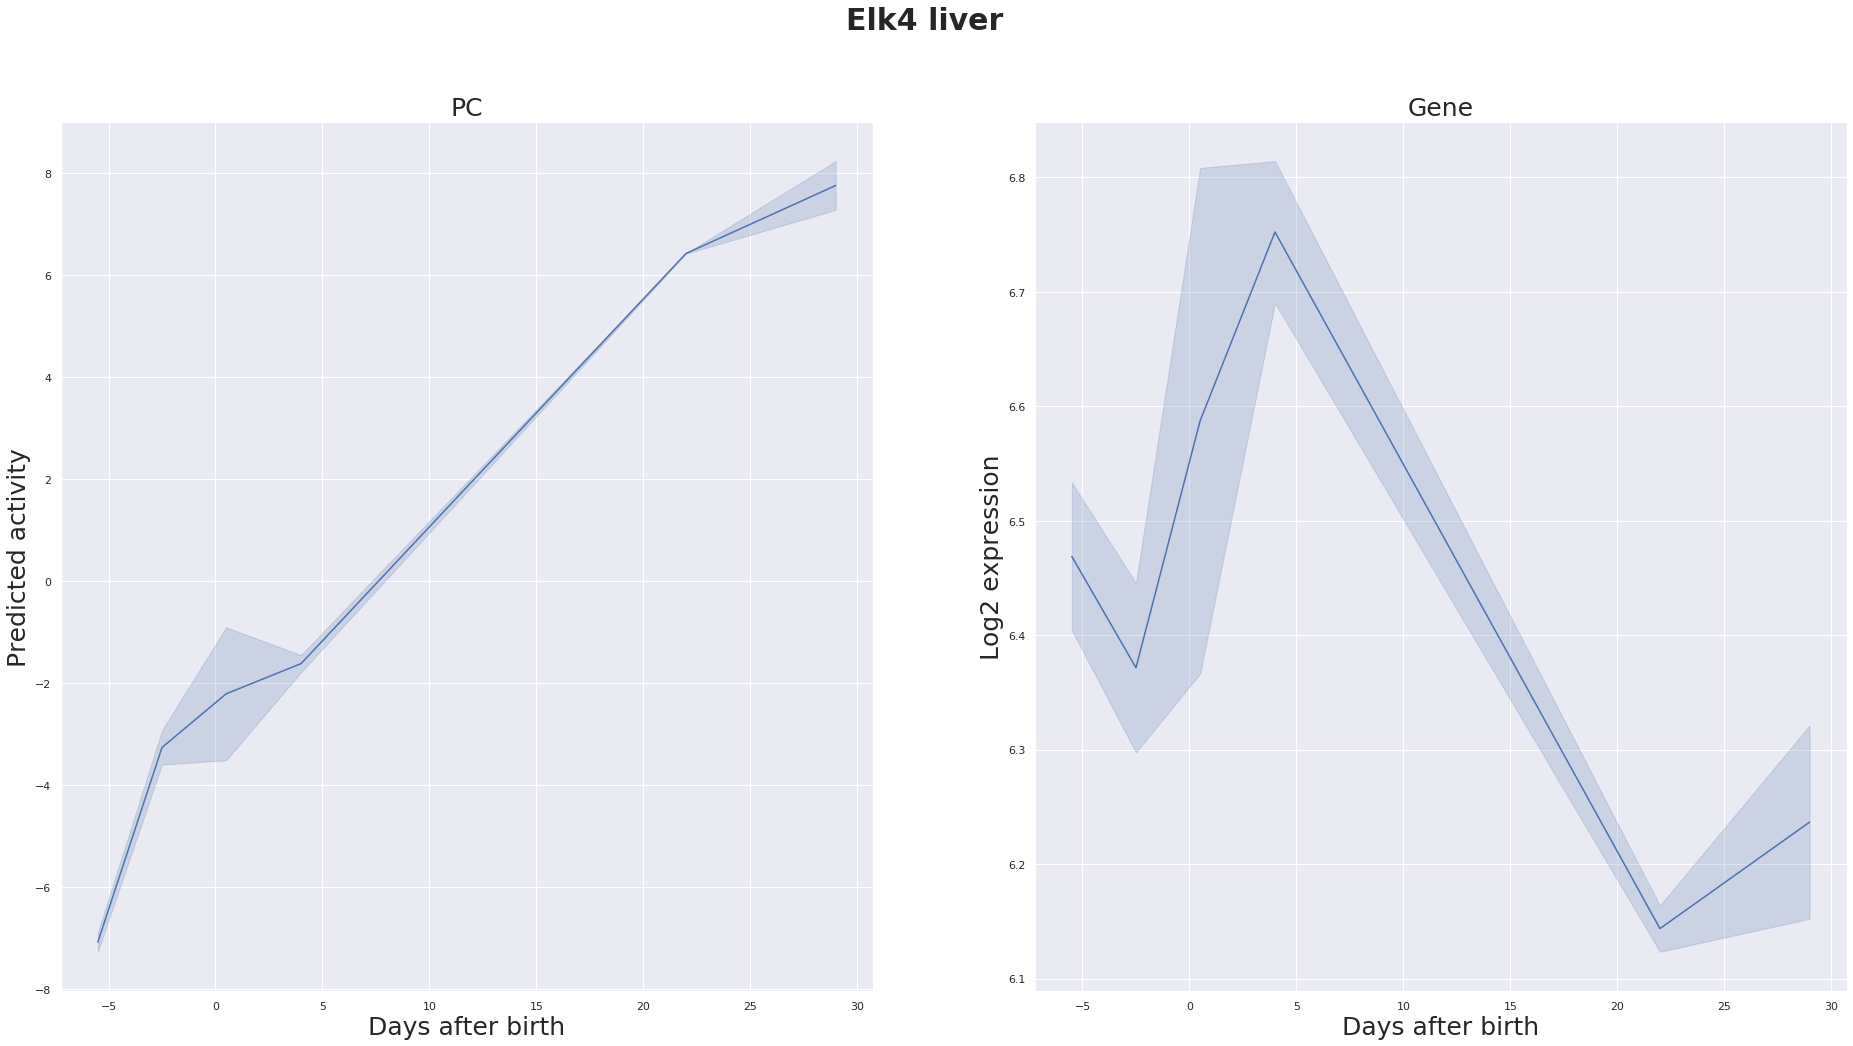 Elk4 liver
PC
Predicted activity
8
6
4
2
0
−2
−4
−6
−8
−5 0 5 10 15 20 25 30
Days after birth
Gene
Log2 expression
6.8
6.7
6.6
6.5
6.4
6.3
6.2
6.1
−5 0 5 10 15 20 25 30
Days after birth